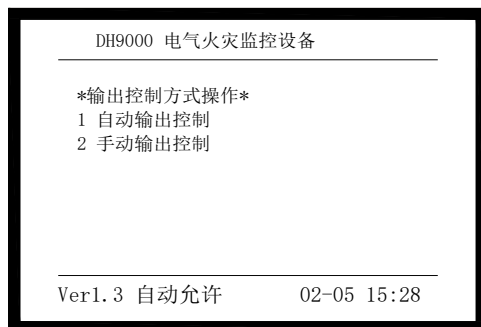 DH9000 电气火灾监控设备
*输出控制方式操作*
1 自动输出控制
2 手动输出控制
Ver1.3 自动允许 02-05 15:28